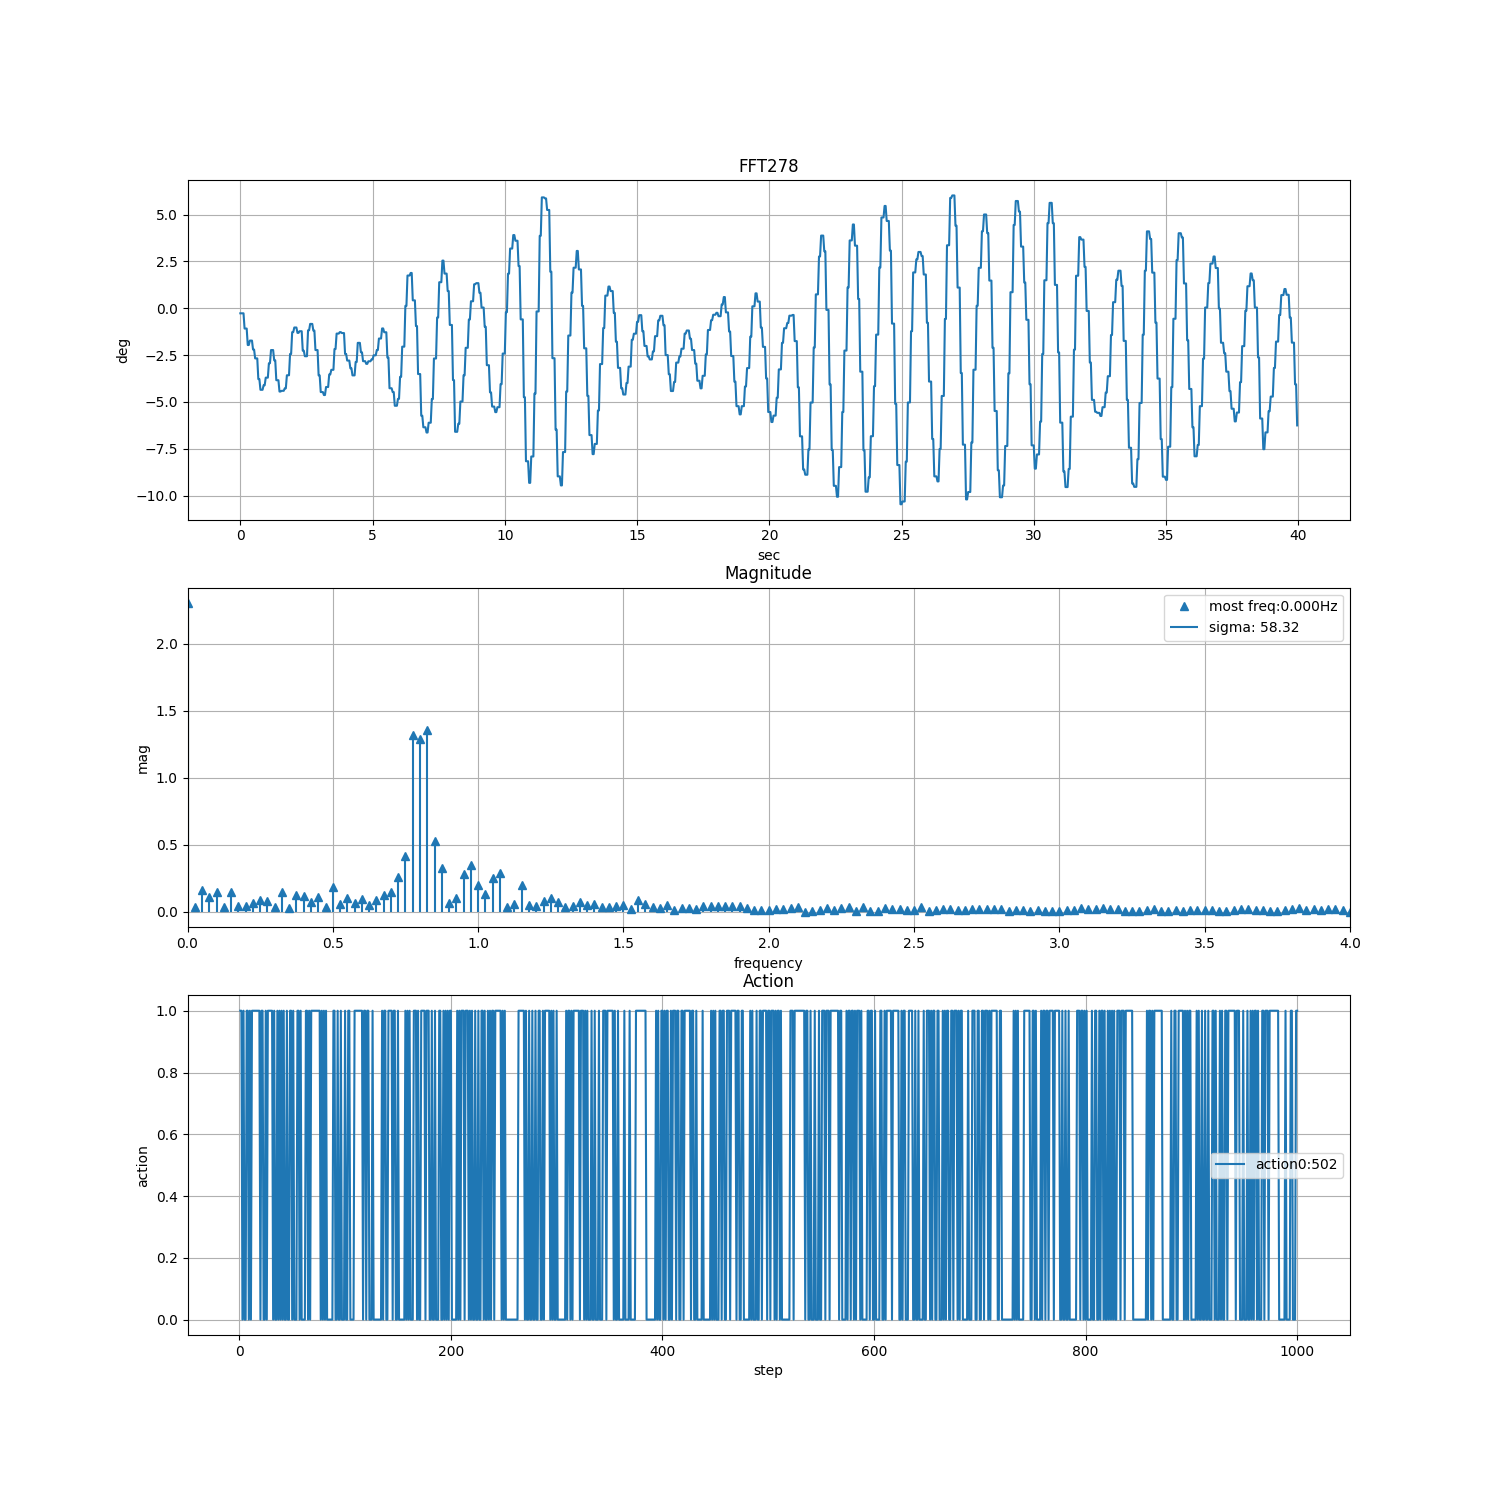 FFT278
5.0
2.5
0.0
−2.5
−5.0
−7.5
−10.0
deg
0 5 10 15 20 25 30 35 40
sec
Magnitude
most freq:0.000Hz
sigma: 58.32
2.0
1.5
1.0
0.5
0.0
mag
0.0 0.5 1.0 1.5 2.0 2.5 3.0 3.5 4.0
frequency
Action
1.0
0.8
0.6
0.4
0.2
0.0
action
action0:502
0 200 400 600 800 1000
step